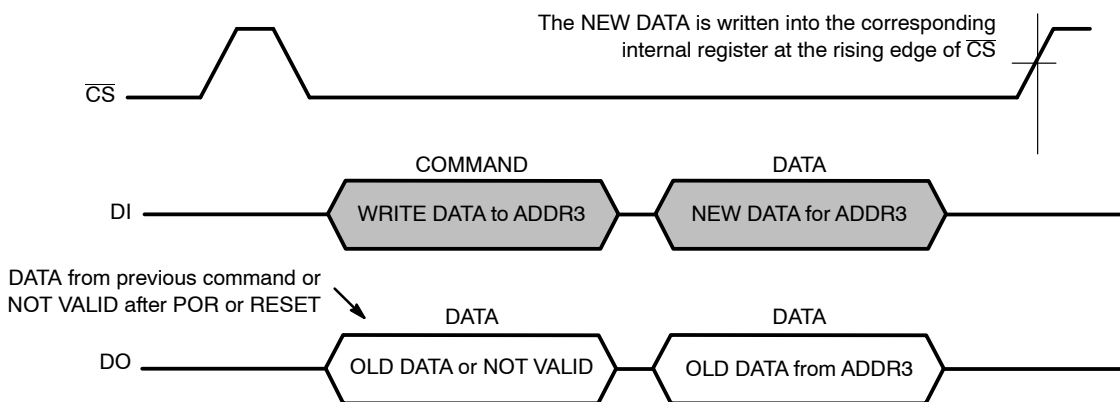 The NEW DATA is written into the corresponding
internal register at the rising edge of C̅S̅
C̅S̅
COMMAND
DATA
DI
WRITE DATA to ADDR3
NEW DATA for ADDR3
DATA from previous command or
NOT VALID after POR or RESET
DATA
DATA
DO
OLD DATA or NOT VALID
OLD DATA from ADDR3